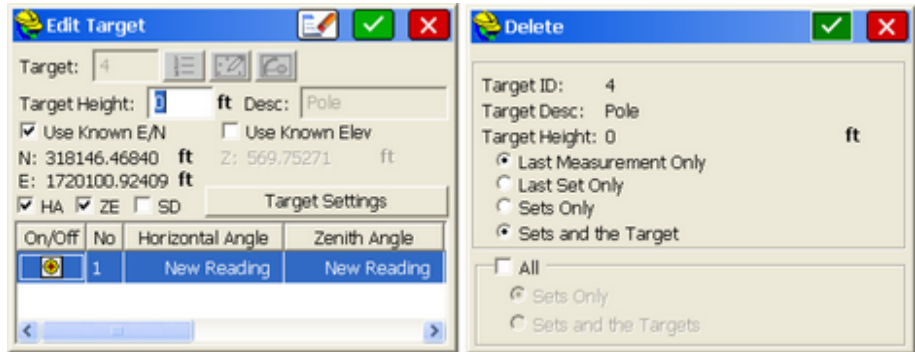 Edit Target
Target: 4
Target Height: 0 ft Desc: Pole
Use Known E/N Use Known Elev
N: 318146.46840 ft Z: 569.75271 ft
E: 1720100.92409 ft
HA ZE SD Target Settings
On/Off No Horizontal Angle Zenith Angle
1 New Reading New Reading
Delete
Target ID: 4
Target Desc: Pole
Target Height: 0 ft
Last Measurement Only
Last Set Only
Sets Only
Sets and the Target
All
Sets Only
Sets and the Targets